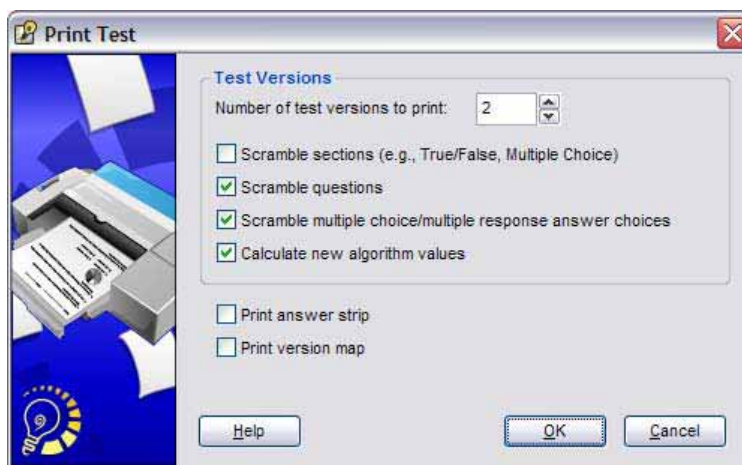 Print Test
Test Versions
Number of test versions to print: 2
Scramble sections (e.g., True/False, Multiple Choice)
Scramble questions
Scramble multiple choice/multiple response answer choices
Calculate new algorithm values
Print answer strip
Print version map
Help OK Cancel